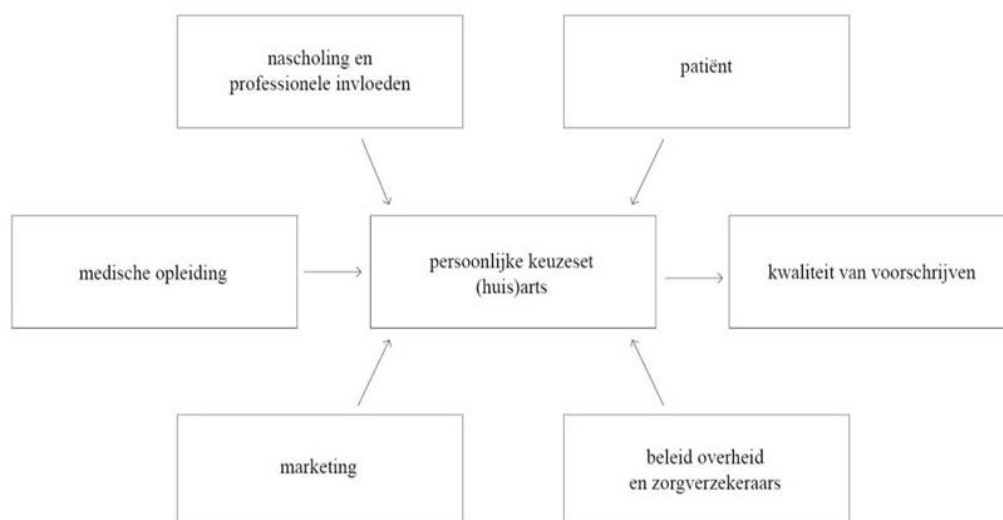 nascholing en
professionele invloeden
patiënt
medische opleiding
persoonlijke keuzeset
(huis)arts
kwaliteit van voorschrijven
marketing
beleid overheid
en zorgverzekeraars